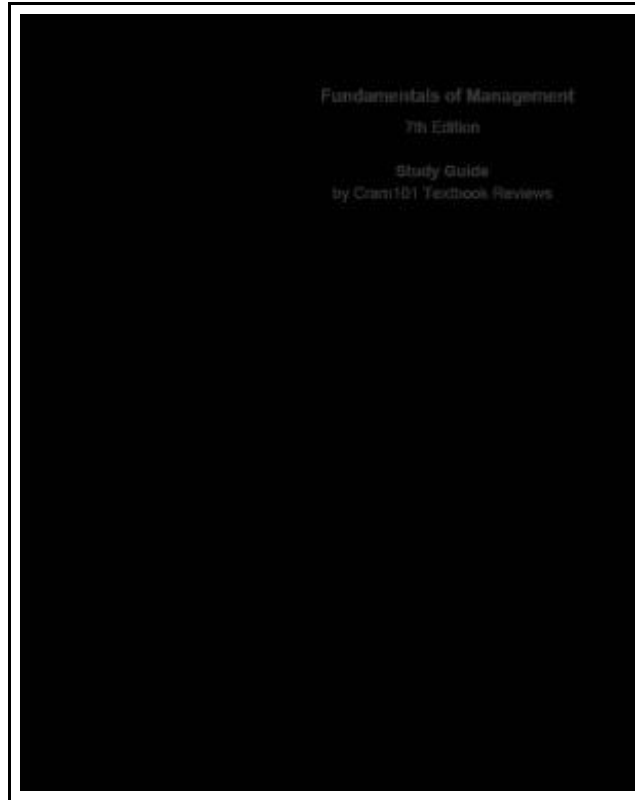 Fundamentals of Management
7th Edition
Study Guide
by Cram101 Textbook Reviews